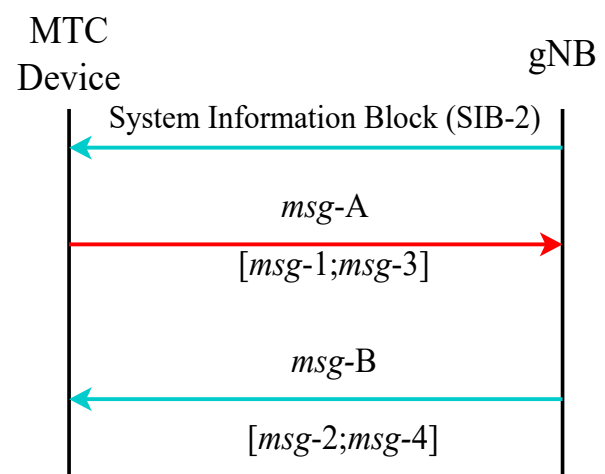 MTC
Device
gNB
System Information Block (SIB-2)
msg-A
[msg-1;msg-3]
msg-B
[msg-2;msg-4]